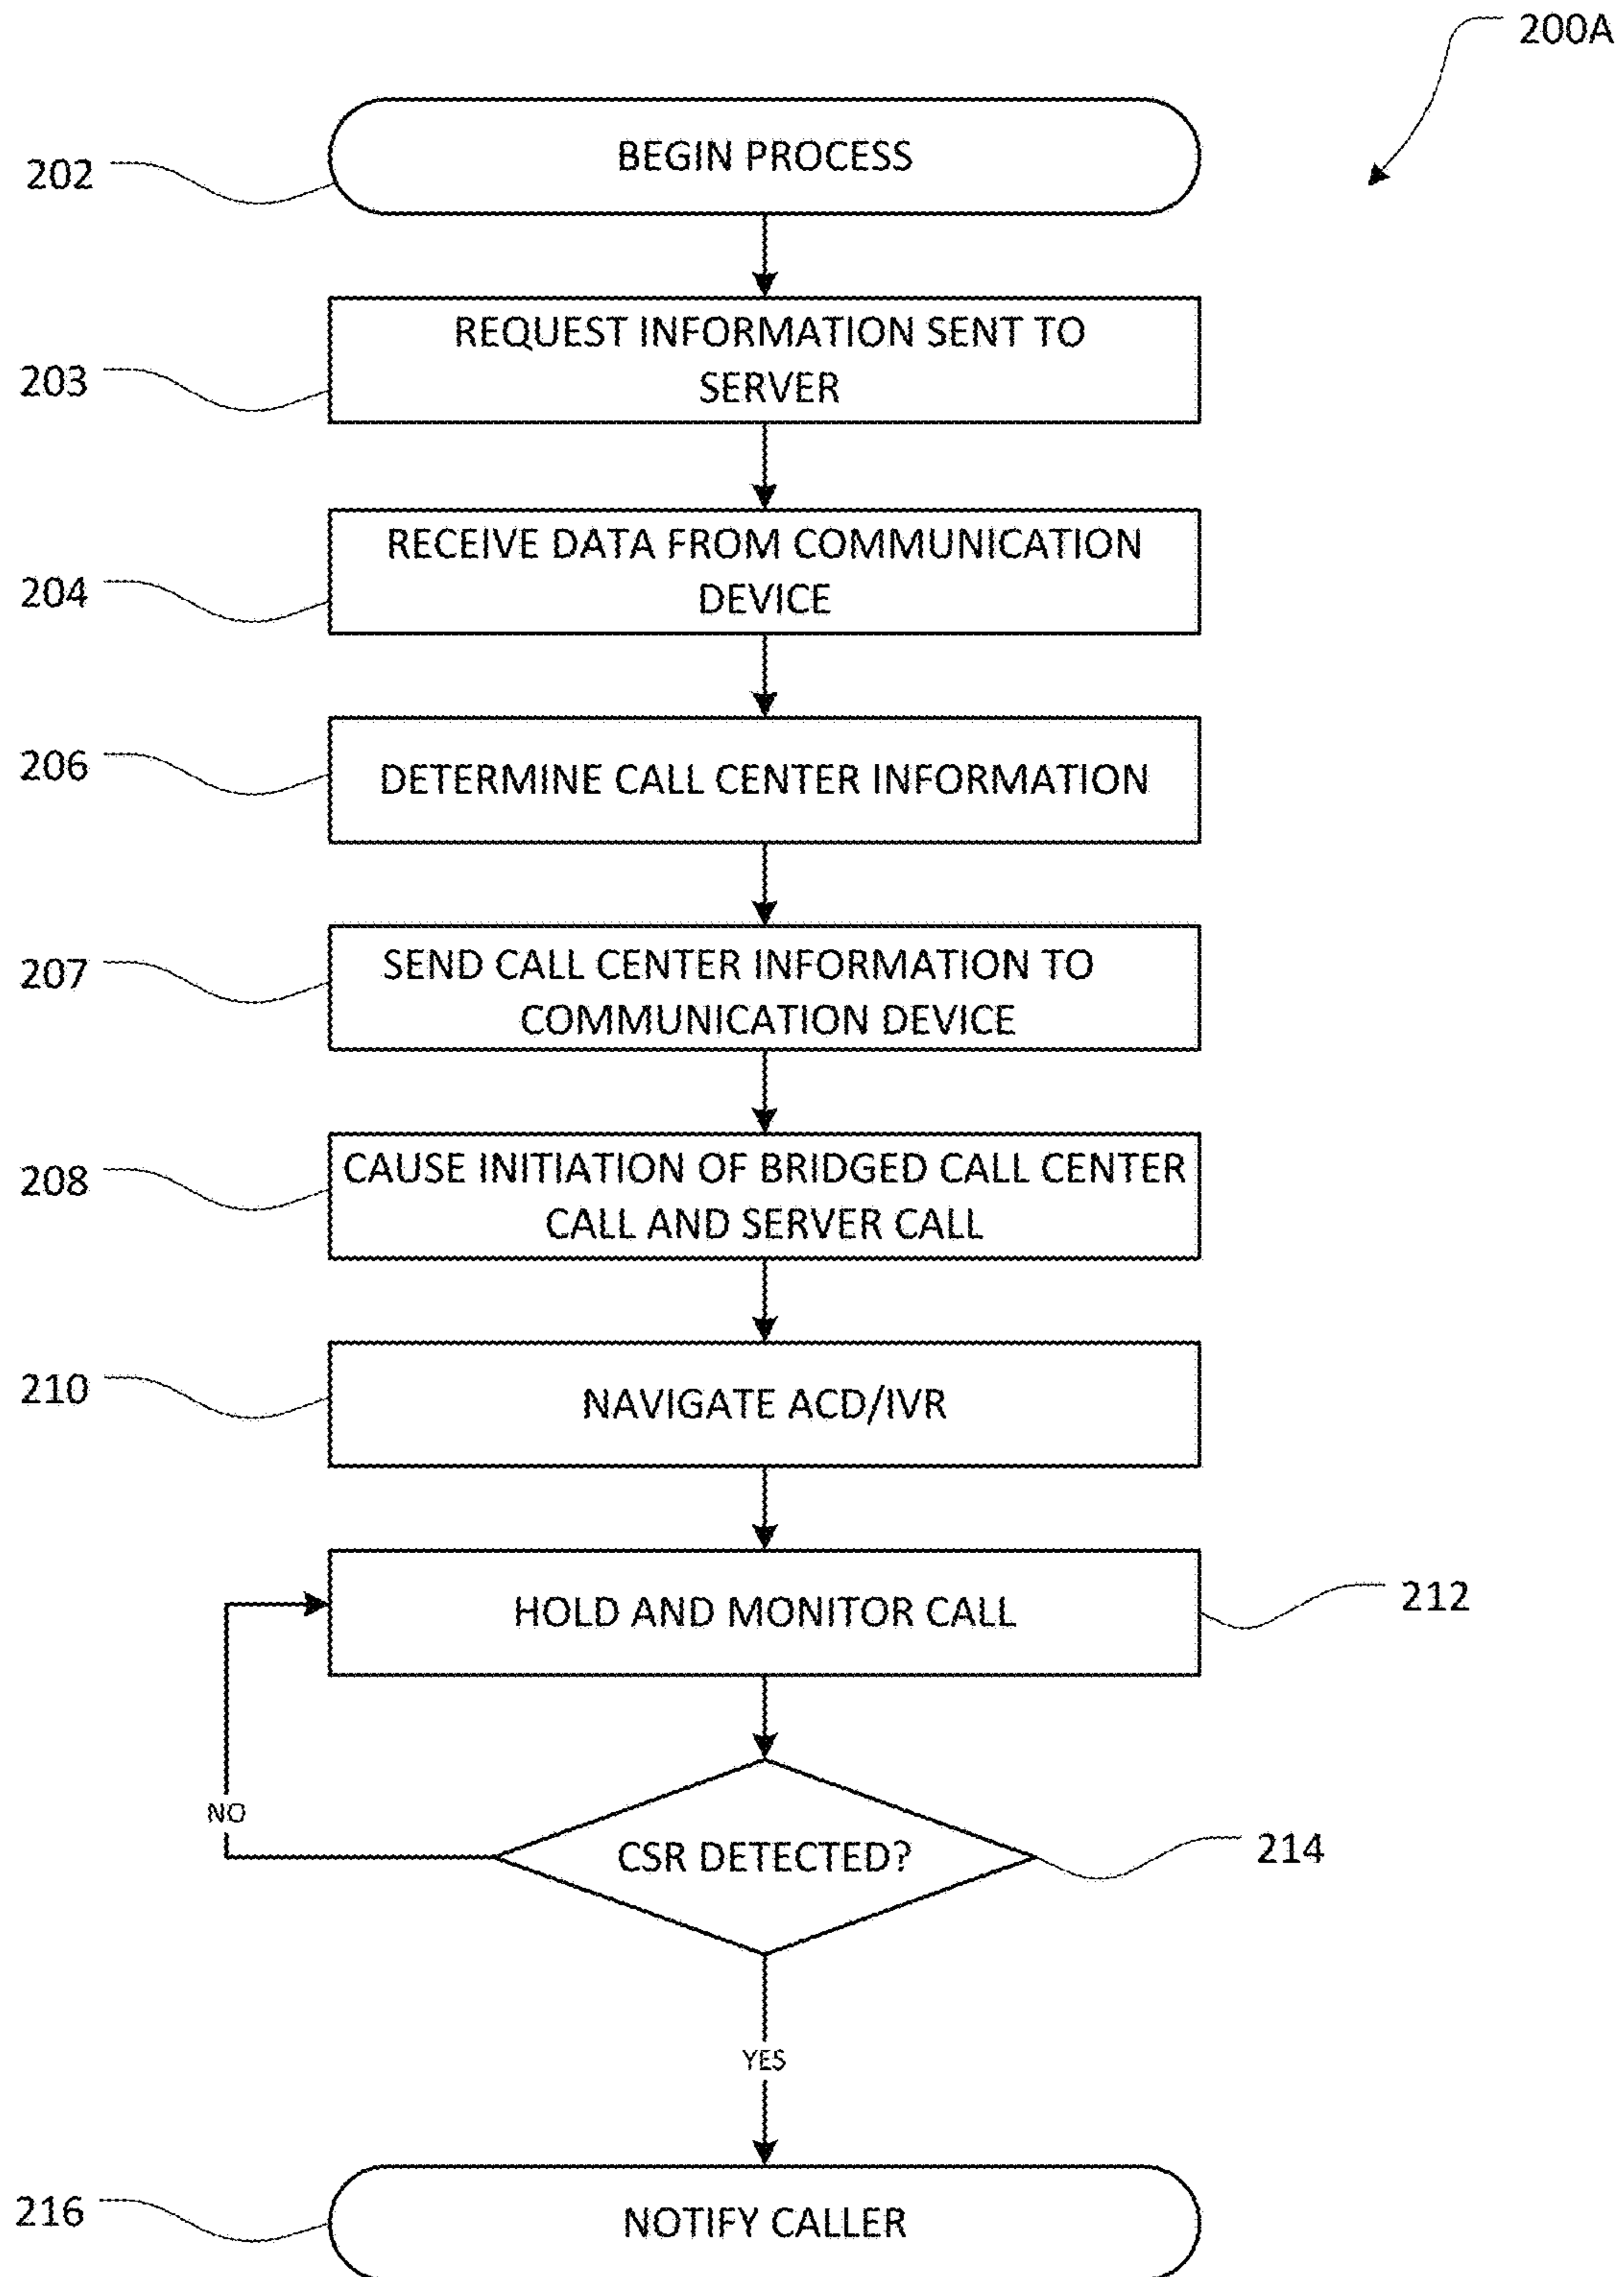 200A
202
BEGIN PROCESS
203
REQUEST INFORMATION SENT TO
SERVER
204
RECEIVE DATA FROM COMMUNICATION
DEVICE
206
DETERMINE CALL CENTER INFORMATION
207
SEND CALL CENTER INFORMATION TO
COMMUNICATION DEVICE
208
CAUSE INITIATION OF BRIDGED CALL CENTER
CALL AND SERVER CALL
210
NAVIGATE ACD/IVR
HOLD AND MONITOR CALL
212
NO
CSR DETECTED?
214
YES
216
NOTIFY CALLER